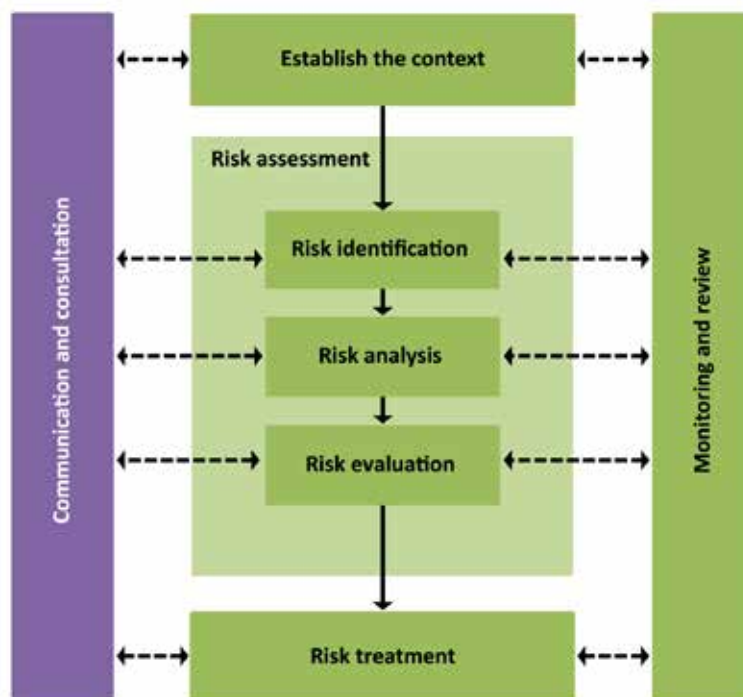 Establish the context
Risk assessment
Risk identification
Risk analysis
Risk evaluation
Risk treatment
Communication and consultation
Monitoring and review